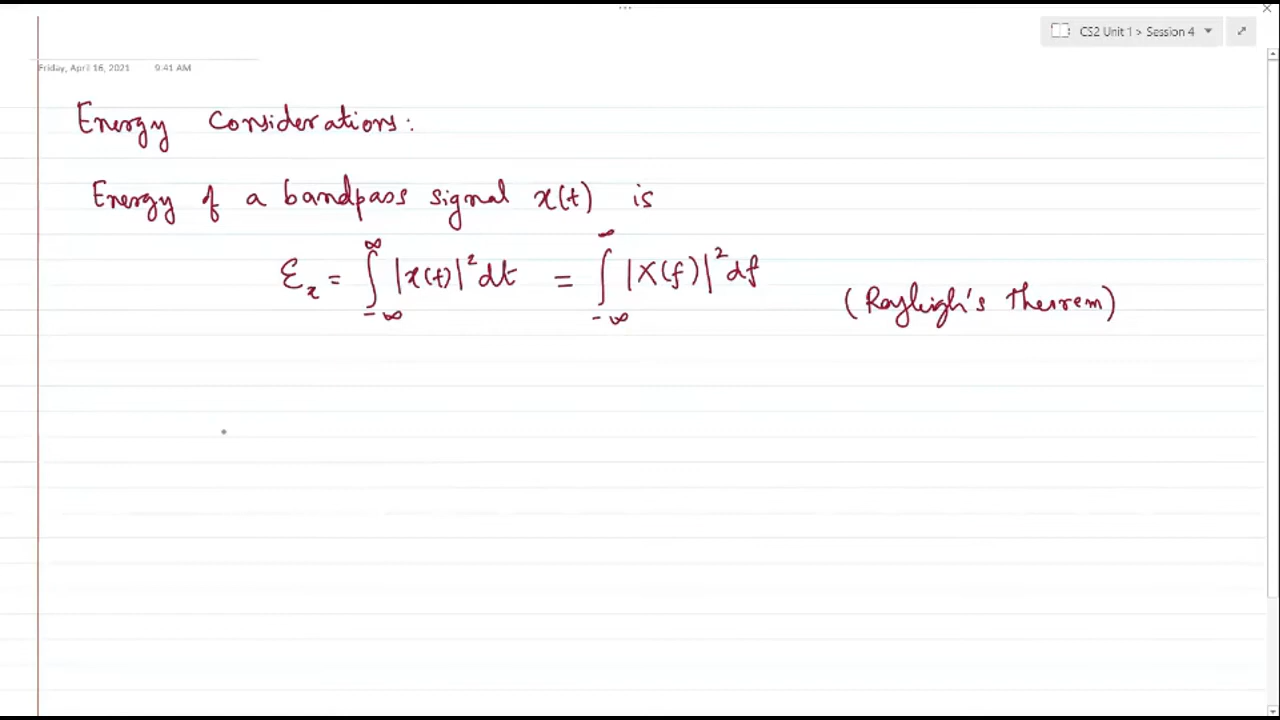 CS2 Unit 1 > Session 4
Friday, April 16, 2021 9:41 AM
Energy Considerations:
Energy of a bandpass signal x(t) is
Ɛₓ = ∫_{-∞}^{∞} |x(t)|² dt = ∫_{-∞}^{∞} |X(f)|² df
(Rayleigh's Theorem)